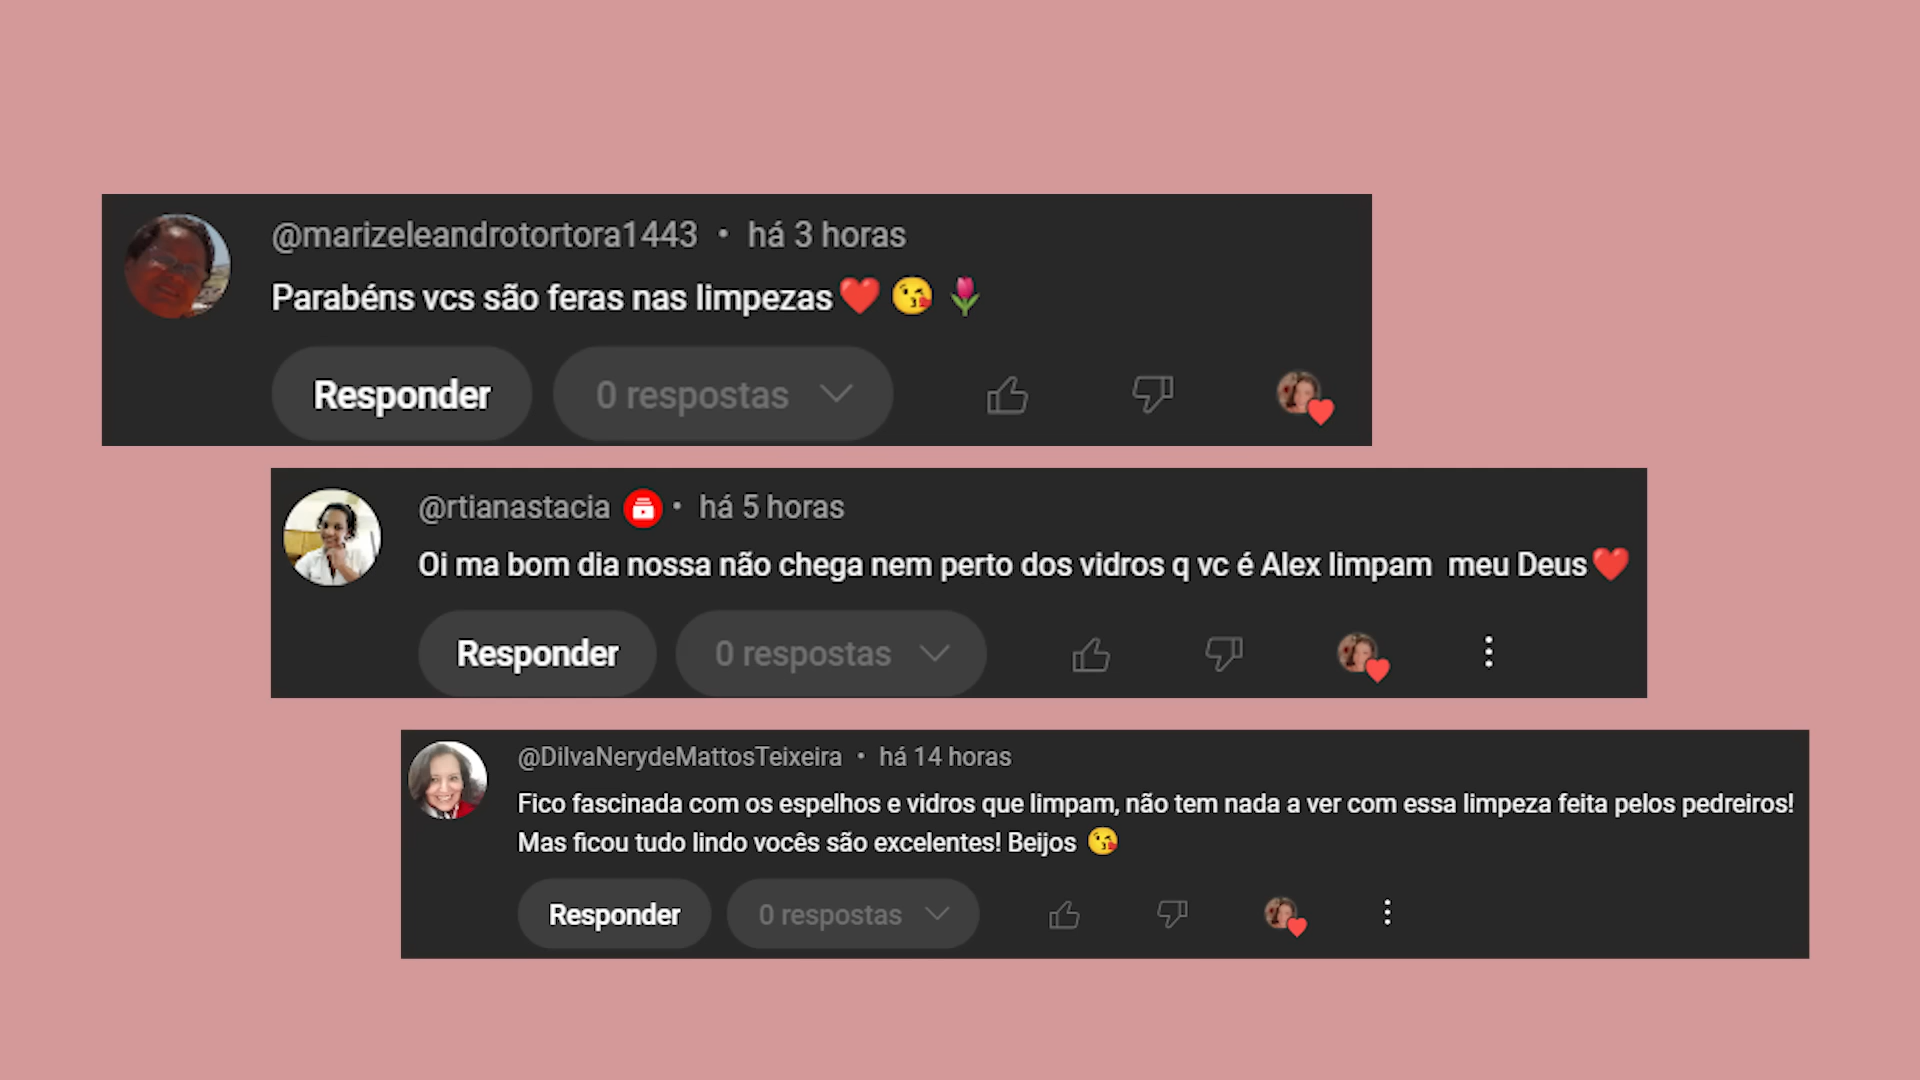 @marizeleandrotortora1443 • há 3 horas
Parabéns vcs são feras nas limpezas❤️ 😘 🌷
Responder 0 respostas
@rtianastacia • há 5 horas
Oi ma bom dia nossa não chega nem perto dos vidros q vc é Alex limpam  meu Deus❤️
Responder 0 respostas
@DilvaNerydeMattosTeixeira • há 14 horas
Fico fascinada com os espelhos e vidros que limpam, não tem nada a ver com essa limpeza feita pelos pedreiros!
Mas ficou tudo lindo vocês são excelentes! Beijos 😘
Responder 0 respostas